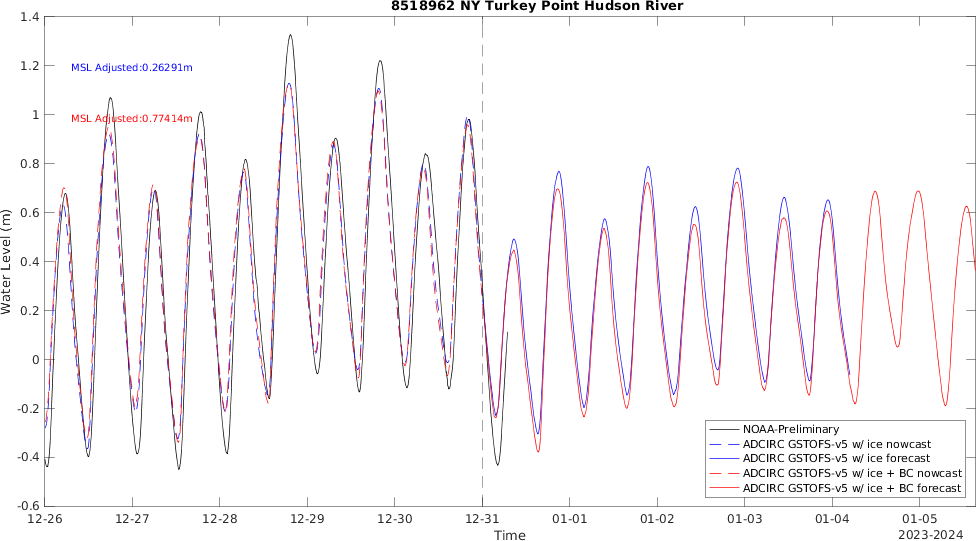 8518962 NY Turkey Point Hudson River
1.4
1.2
1
0.8
0.6
0.4
0.2
0
-0.2
-0.4
-0.6
Water Level (m)
MSL Adjusted:0.26291m
MSL Adjusted:0.77414m
NOAA-Preliminary
ADCIRC GSTOFS-v5 w/ ice nowcast
ADCIRC GSTOFS-v5 w/ ice forecast
ADCIRC GSTOFS-v5 w/ ice + BC nowcast
ADCIRC GSTOFS-v5 w/ ice + BC forecast
12-26 12-27 12-28 12-29 12-30 12-31 01-01 01-02 01-03 01-04 01-05
Time
2023-2024